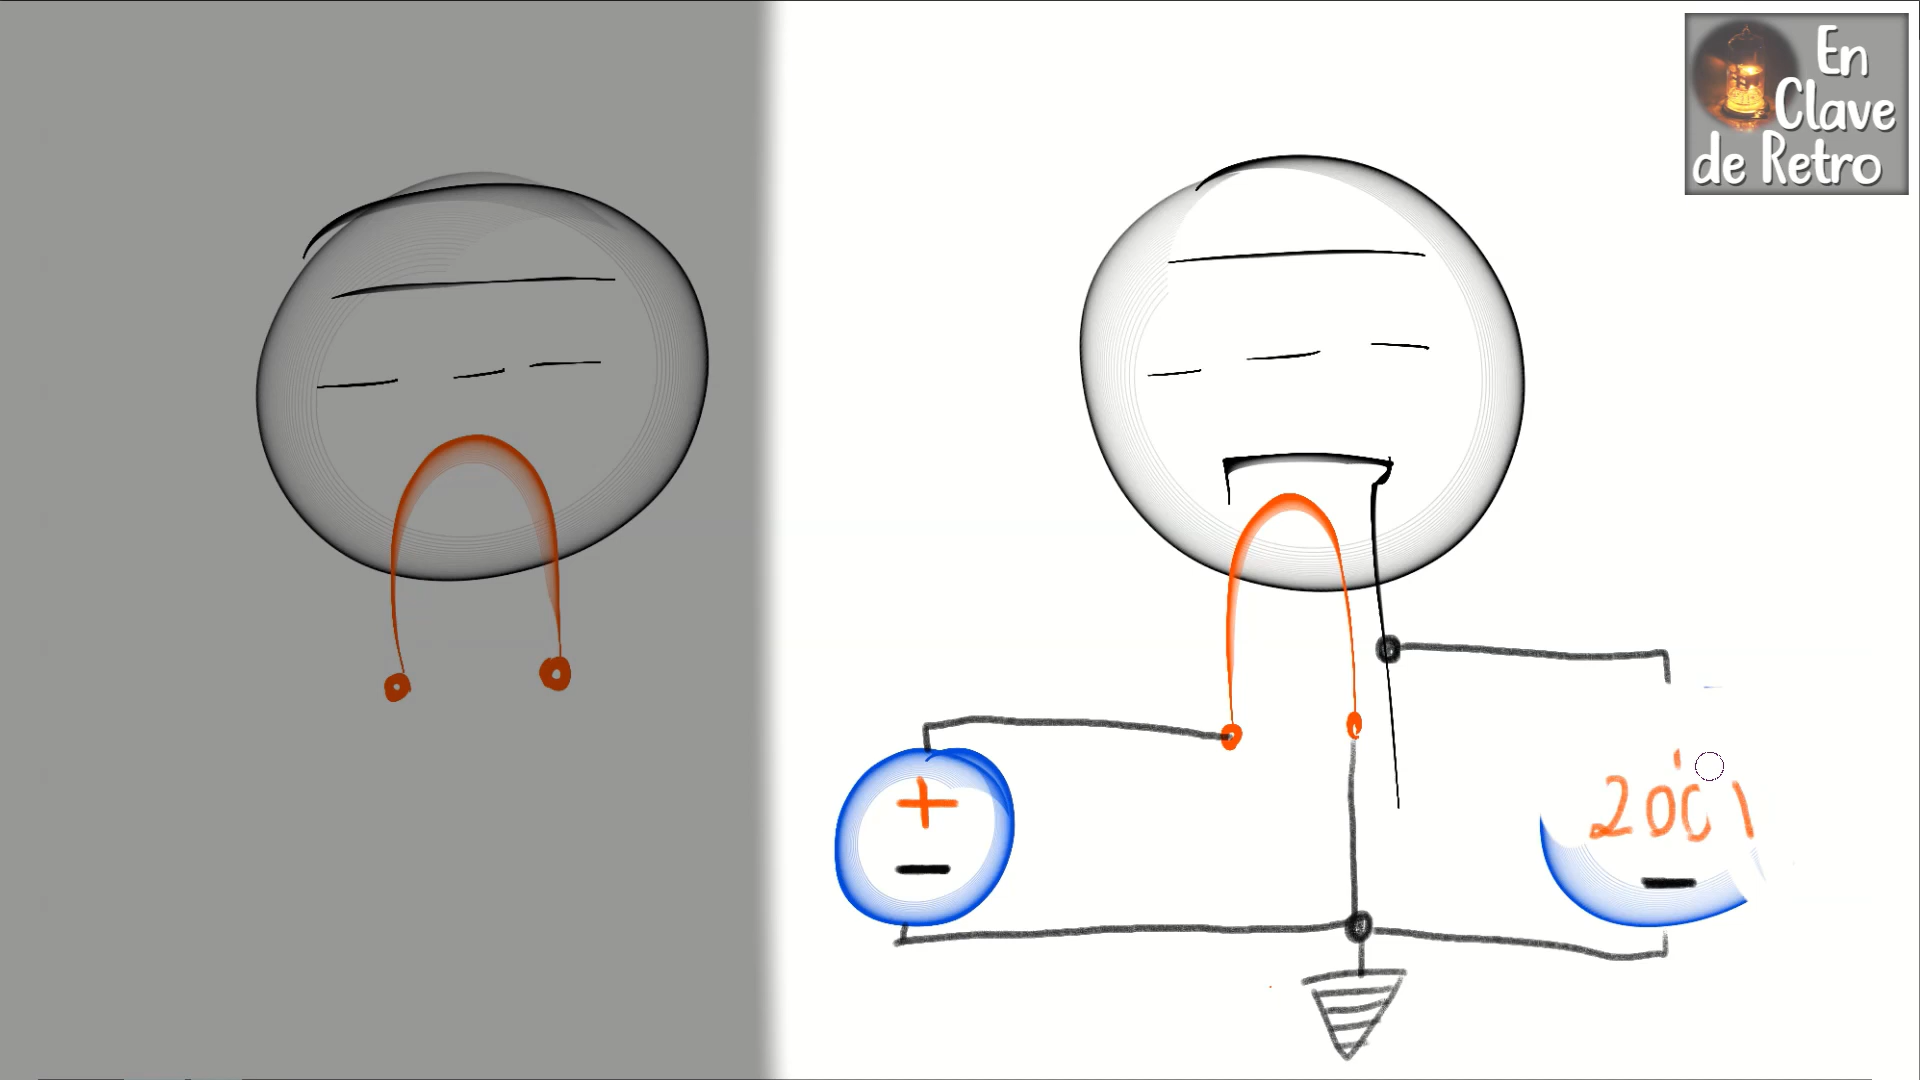 En
Clave
de Retro
+
−
−